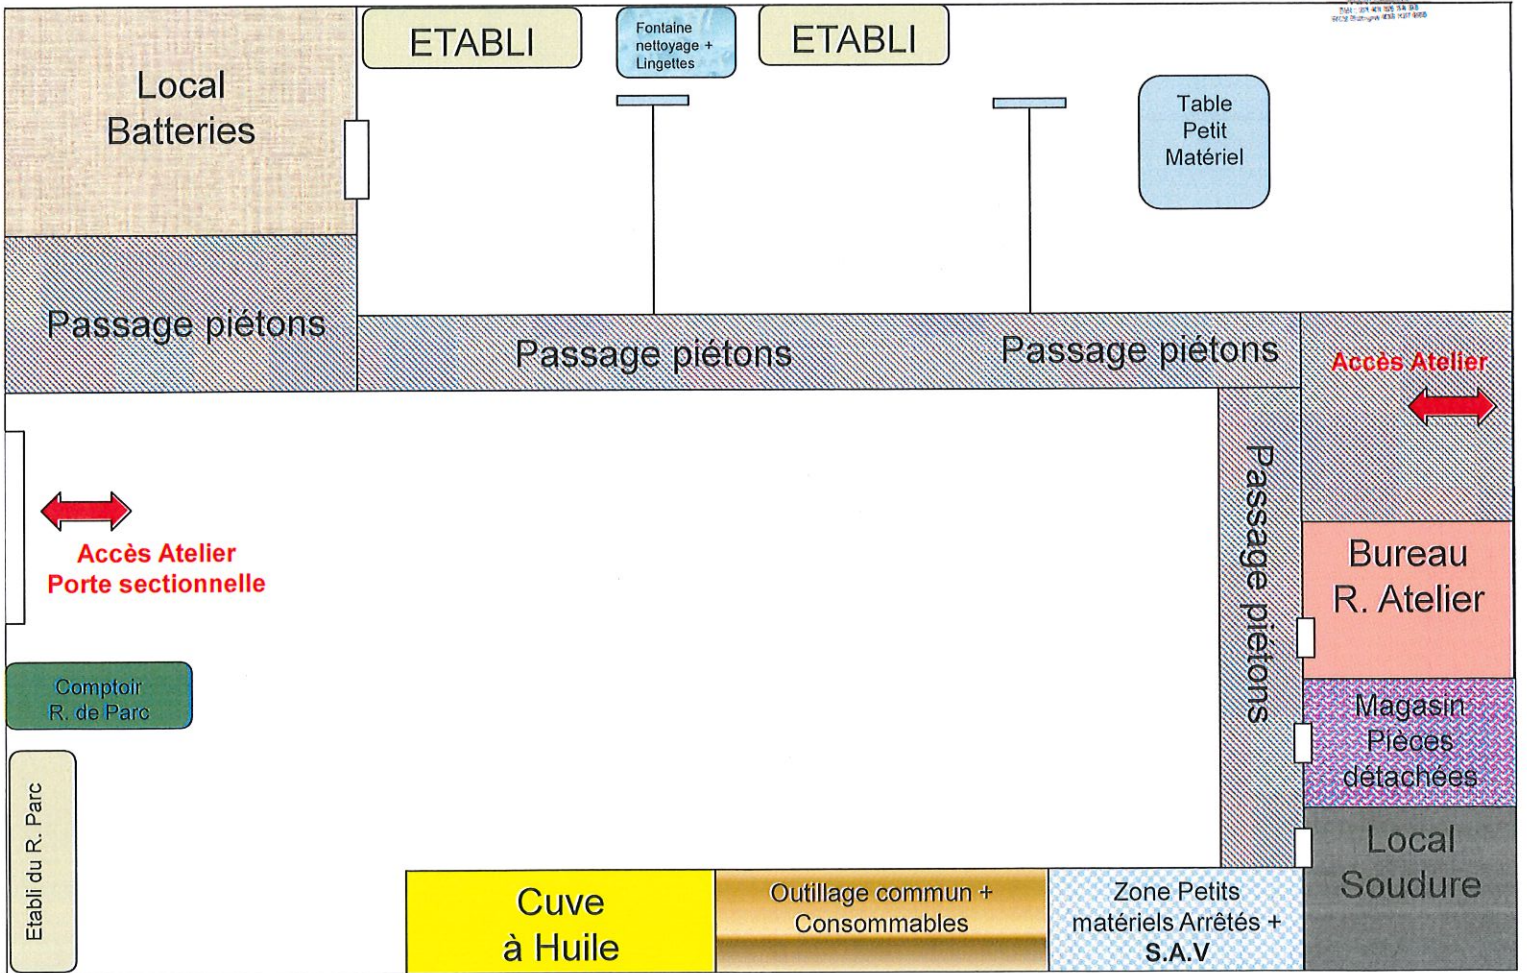 Local
Batteries
ETABLI
Fontaine
nettoyage +
Lingettes
ETABLI
Table
Petit
Matériel
Passage piétons
Passage piétons
Passage piétons
Accès Atelier
Accès Atelier
Porte sectionnelle
Passage piétons
Bureau
R. Atelier
Comptoir
R. de Parc
Magasin
Pièces
détachées
Etabli du R. Parc
Local
Soudure
Cuve
à Huile
Outillage commun +
Consommables
Zone Petits
matériels Arrêtés +
S.A.V